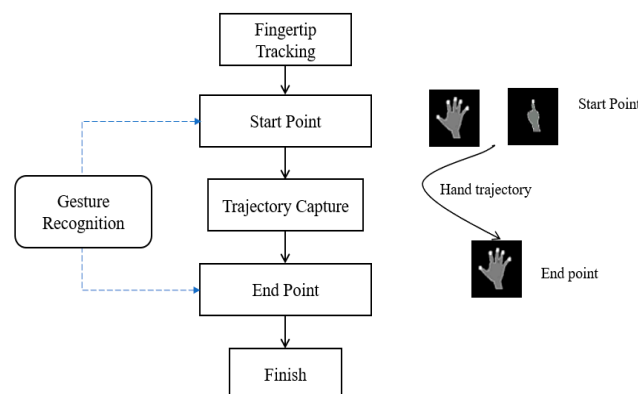 Fingertip
Tracking
Start Point
Start Point
Gesture
Recognition
Trajectory Capture
Hand trajectory
End Point
End point
Finish